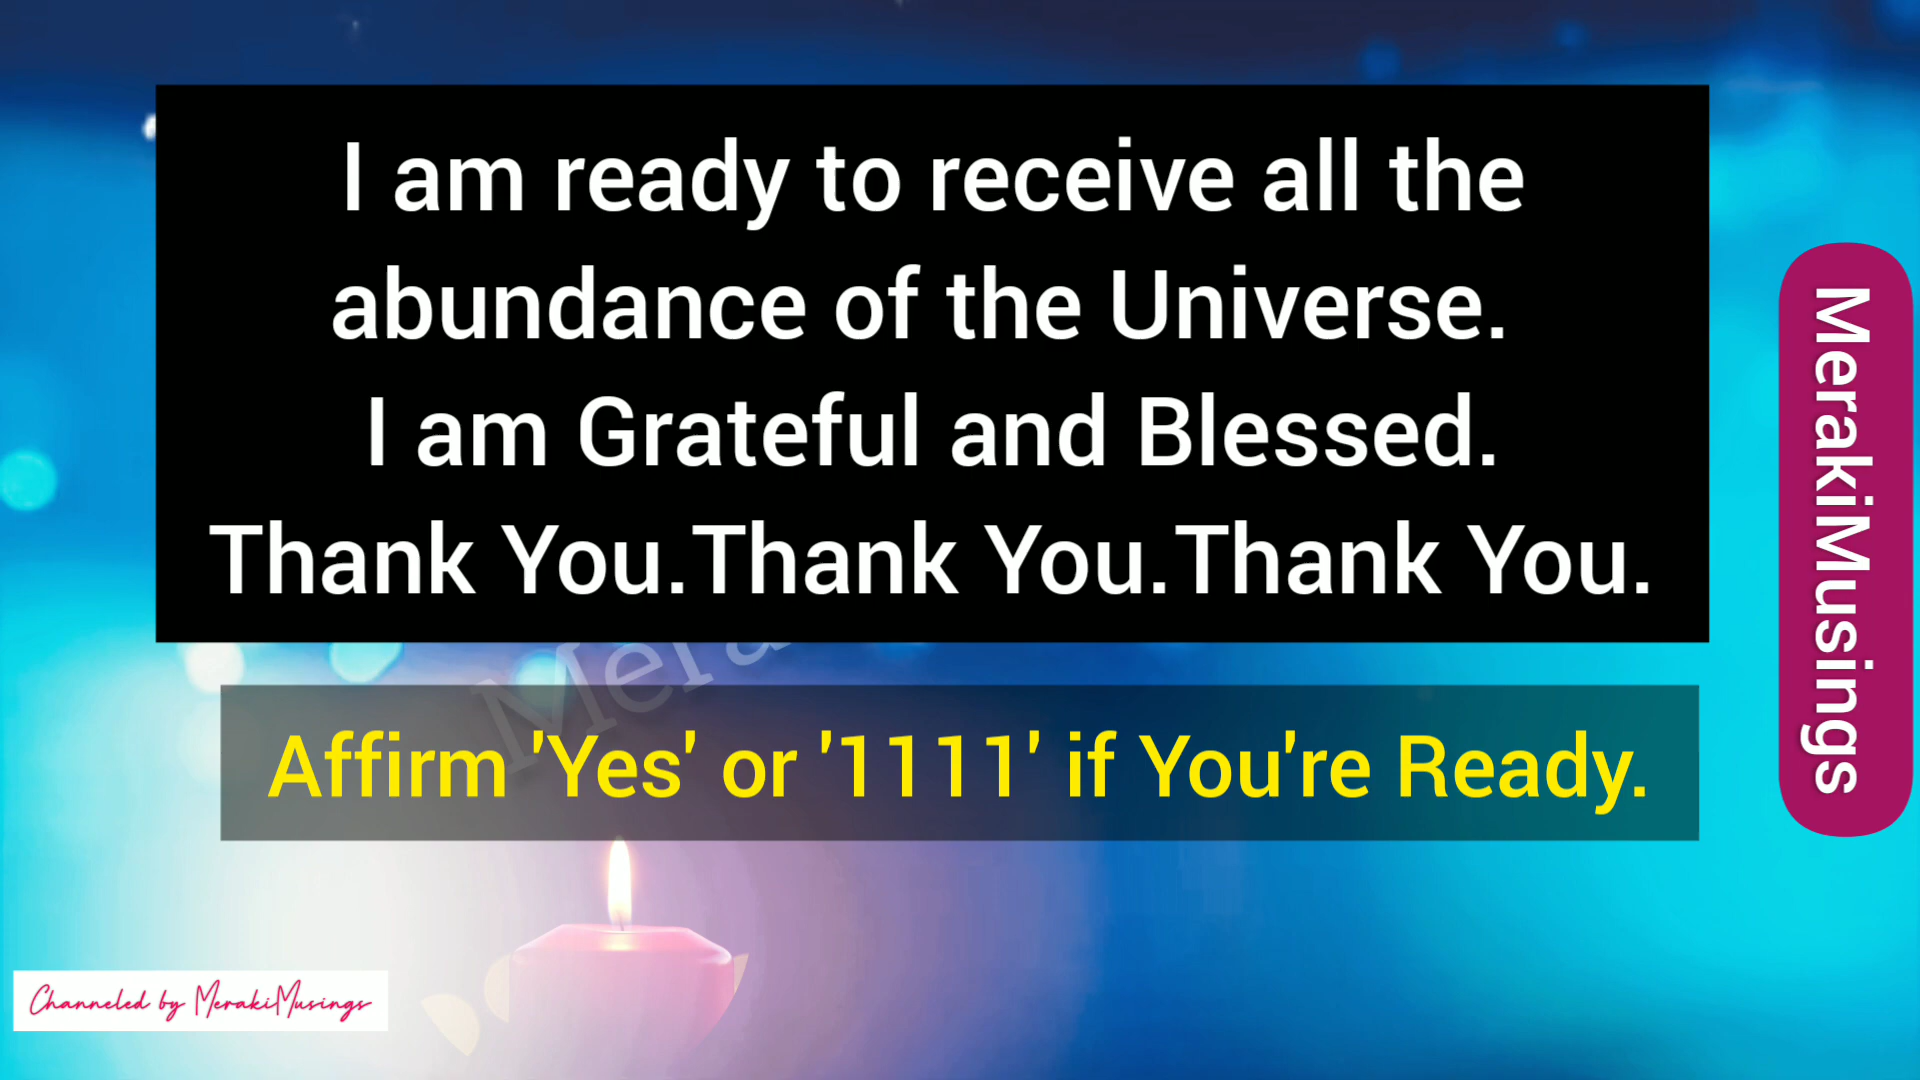 I am ready to receive all the
abundance of the Universe.
I am Grateful and Blessed.
Thank You.Thank You.Thank You.
Affirm 'Yes' or '1111' if You're Ready.
MerakiMusings
Channeled by MerakiMusings
Mera